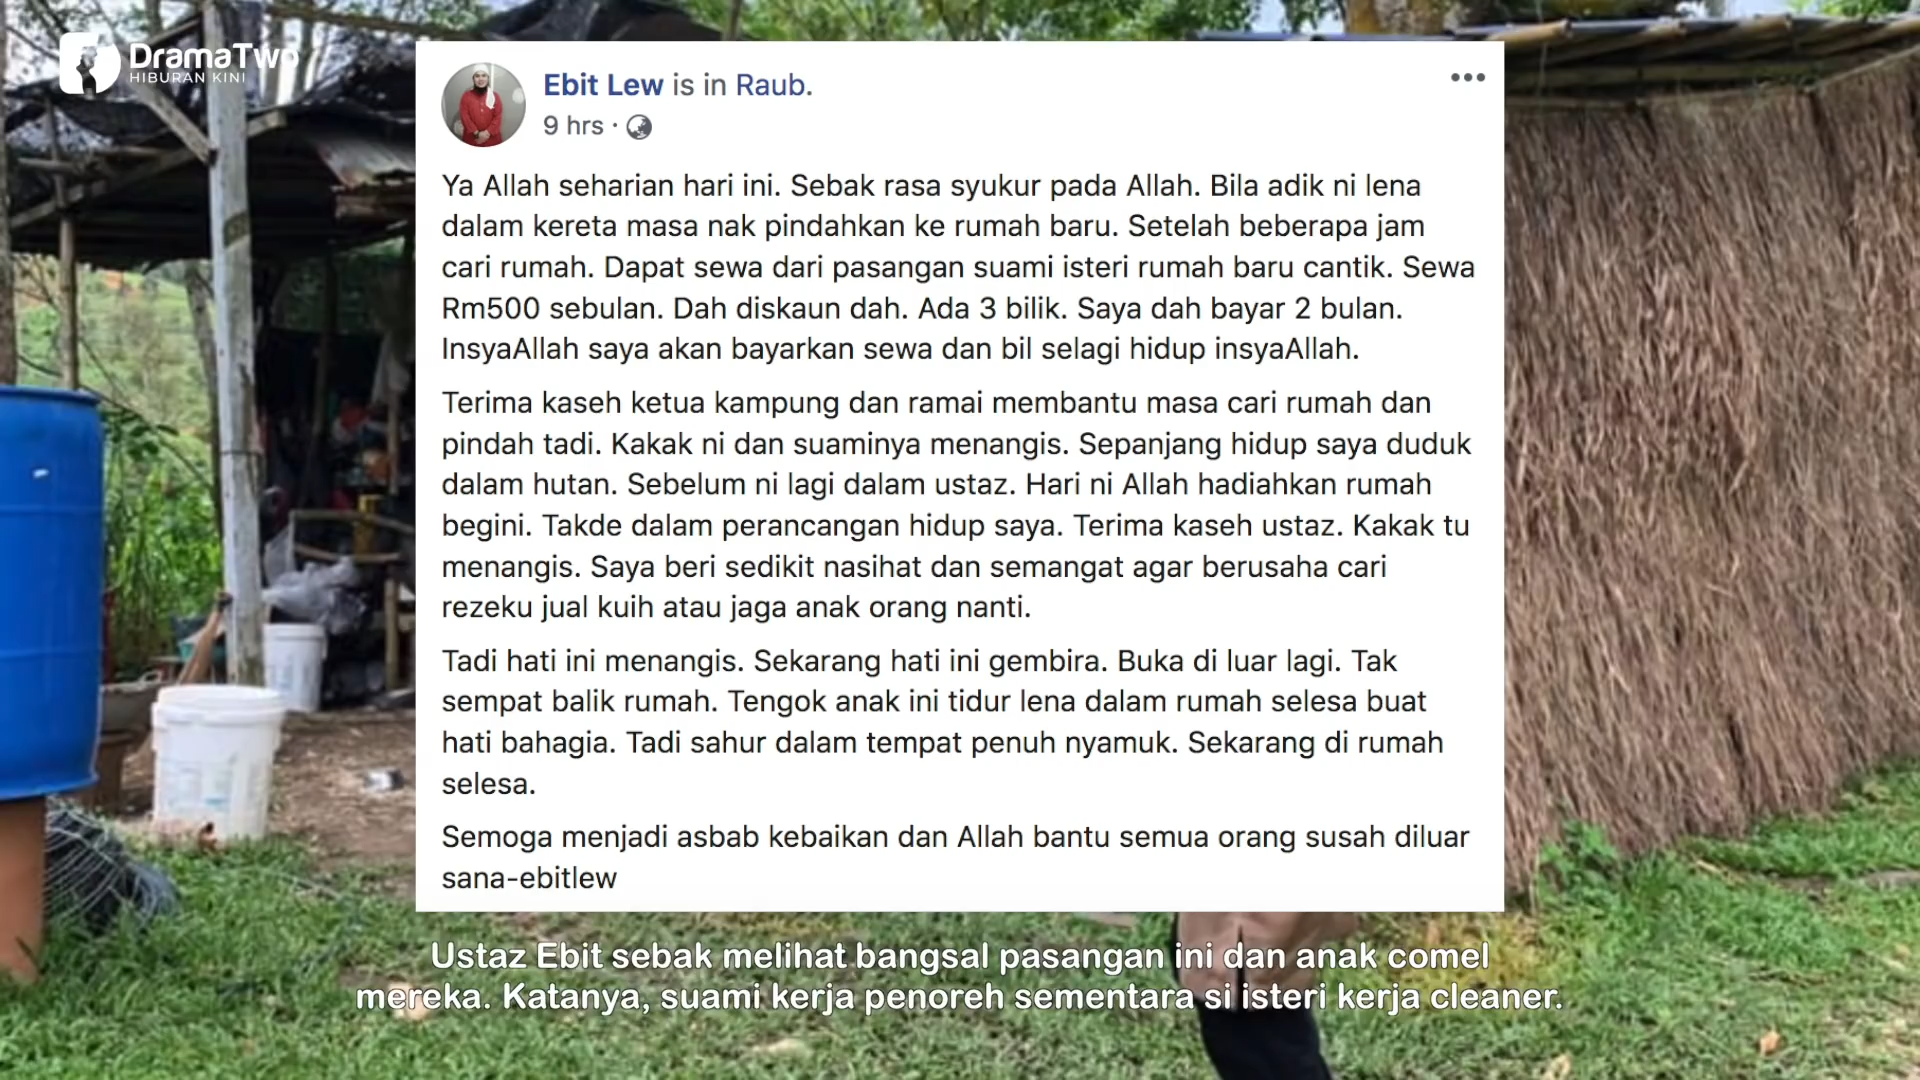 DramaTwo
HIBURAN KINI
Ebit Lew is in Raub.
9 hrs ·
Ya Allah seharian hari ini. Sebak rasa syukur pada Allah. Bila adik ni lena
dalam kereta masa nak pindahkan ke rumah baru. Setelah beberapa jam
cari rumah. Dapat sewa dari pasangan suami isteri rumah baru cantik. Sewa
Rm500 sebulan. Dah diskaun dah. Ada 3 bilik. Saya dah bayar 2 bulan.
InsyaAllah saya akan bayarkan sewa dan bil selagi hidup insyaAllah.
Terima kaseh ketua kampung dan ramai membantu masa cari rumah dan
pindah tadi. Kakak ni dan suaminya menangis. Sepanjang hidup saya duduk
dalam hutan. Sebelum ni lagi dalam ustaz. Hari ni Allah hadiahkan rumah
begini. Takde dalam perancangan hidup saya. Terima kaseh ustaz. Kakak tu
menangis. Saya beri sedikit nasihat dan semangat agar berusaha cari
rezeku jual kuih atau jaga anak orang nanti.
Tadi hati ini menangis. Sekarang hati ini gembira. Buka di luar lagi. Tak
sempat balik rumah. Tengok anak ini tidur lena dalam rumah selesa buat
hati bahagia. Tadi sahur dalam tempat penuh nyamuk. Sekarang di rumah
selesa.
Semoga menjadi asbab kebaikan dan Allah bantu semua orang susah diluar
sana-ebitlew
Ustaz Ebit sebak melihat bangsal pasangan ini dan anak comel
mereka. Katanya, suami kerja penoreh sementara si isteri kerja cleaner.